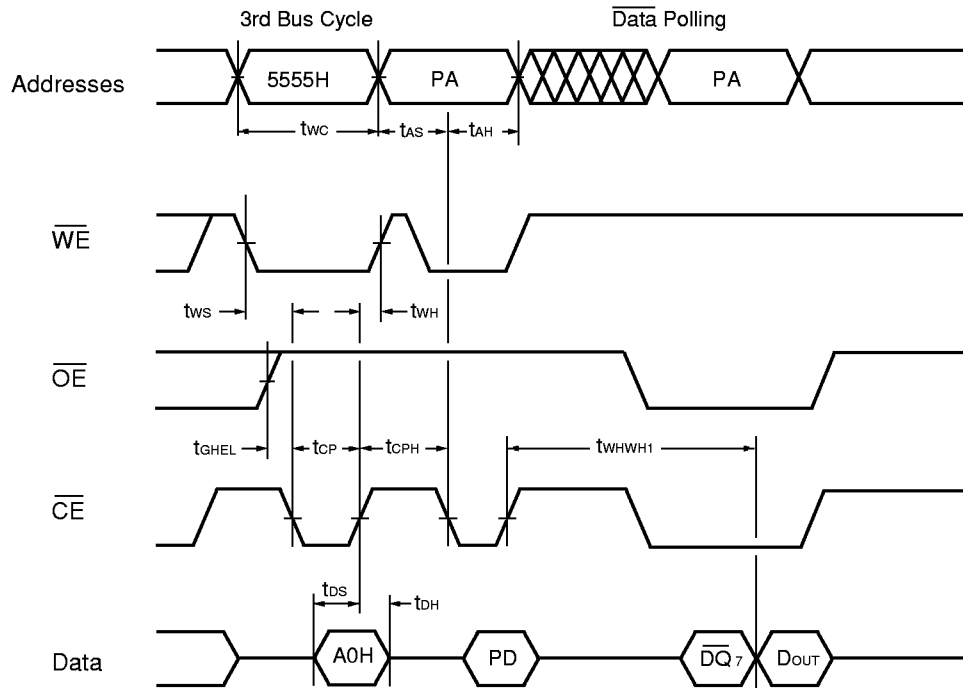 3rd Bus Cycle Data Polling
Addresses 5555H PA PA
tWC tAS tAH
WE
tWS tWH
OE
tGHEL tCP tCPH tWHWH1
CE
tDS tDH
Data A0H PD DQ7 DOUT